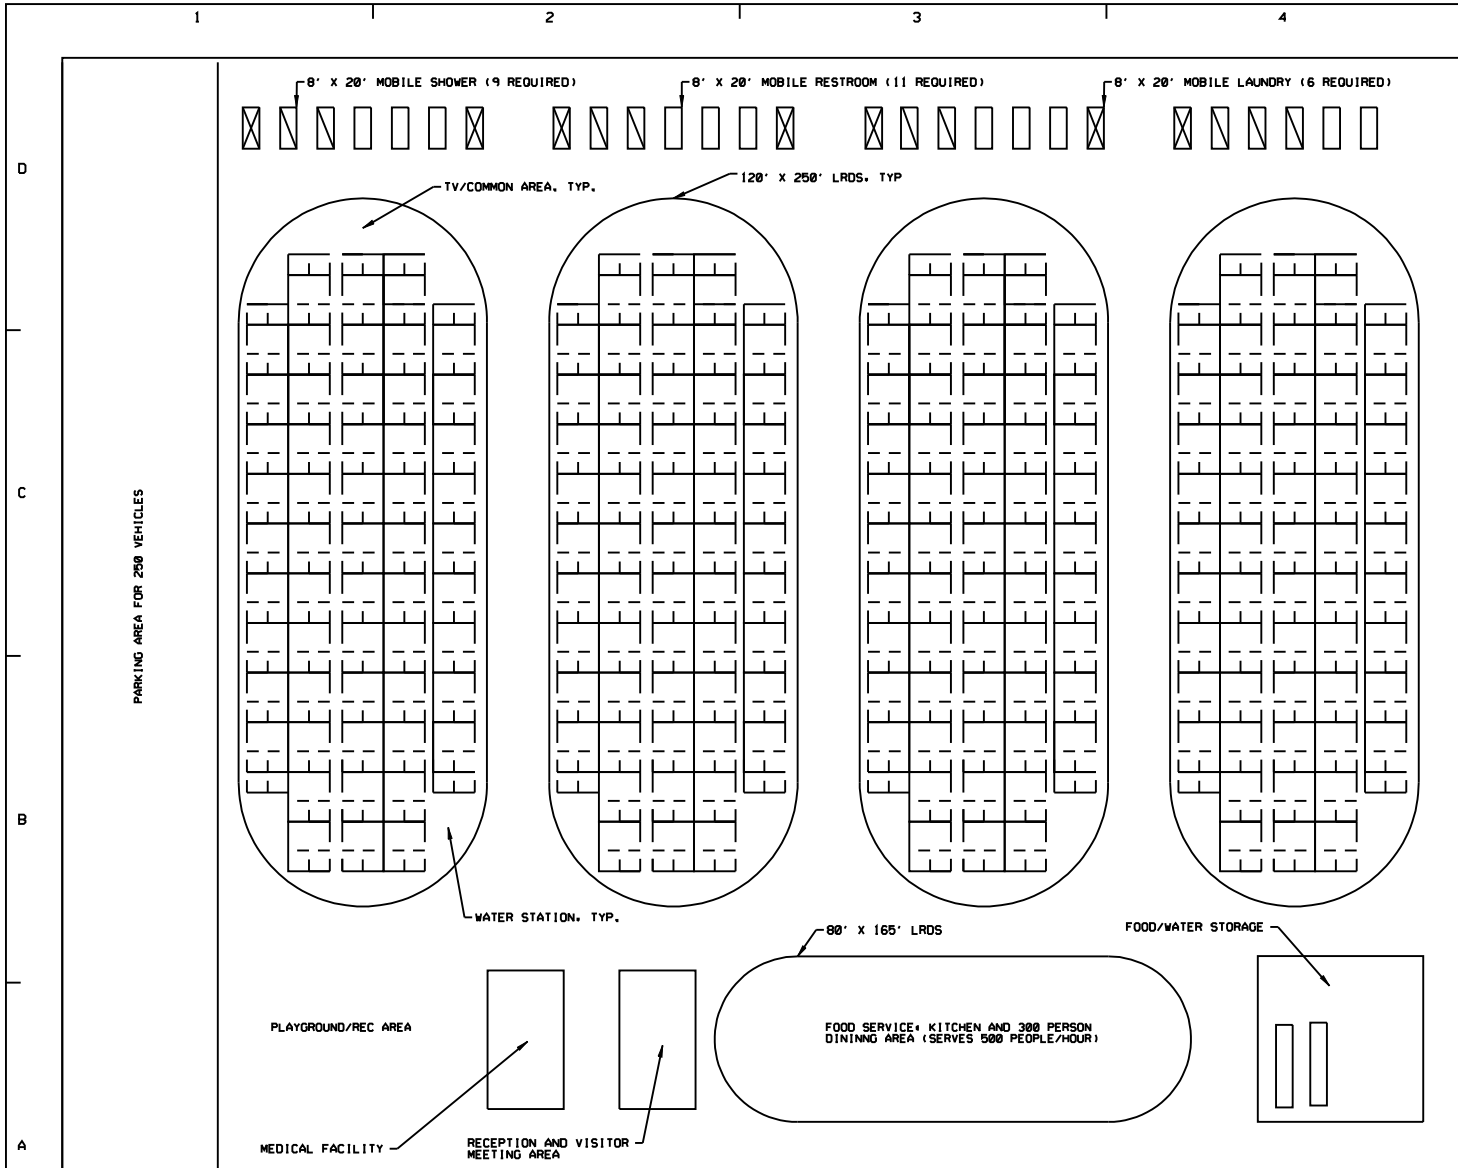 1
2
3
4
8' X 20' MOBILE SHOWER (9 REQUIRED)
8' X 20' MOBILE RESTROOM (11 REQUIRED)
8' X 20' MOBILE LAUNDRY (6 REQUIRED)
D
TV/COMMON AREA, TYP.
120' X 250' LRDS, TYP
C
PARKING AREA FOR 250 VEHICLES
B
WATER STATION, TYP.
80' X 165' LRDS
FOOD/WATER STORAGE
PLAYGROUND/REC AREA
FOOD SERVICE, KITCHEN AND 300 PERSON
DININNG AREA (SERVES 500 PEOPLE/HOUR)
A
MEDICAL FACILITY
RECEPTION AND VISITOR
MEETING AREA